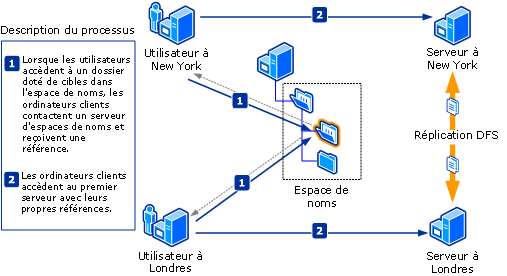 Description du processus
1 Lorsque les utilisateurs
accèdent à un dossier
doté de cibles dans
l'espace de noms, les
ordinateurs clients
contactent un serveur
d'espaces de noms et
reçoivent une
référence.
2 Les ordinateurs clients
accèdent au premier
serveur avec leurs
propres références.
2
Utilisateur à
New York
Serveur à
New York
1
Réplication DFS
1
Espace de
noms
2
Utilisateur à
Londres
Serveur à
Londres